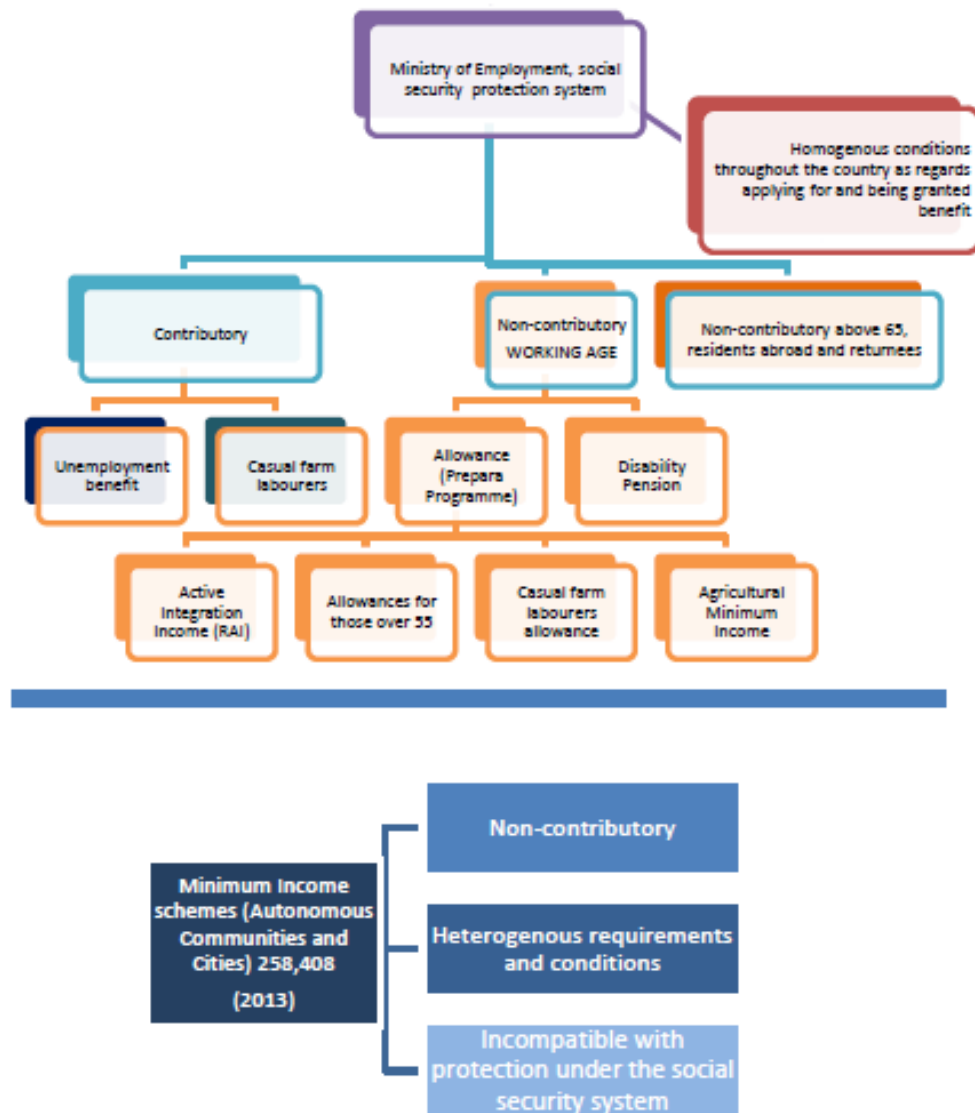 Ministry of Employment, social
security protection system
Homogenous conditions
throughout the country as regards
applying for and being granted
benefit
Contributory
Non-contributory
WORKING AGE
Non-contributory above 65,
residents abroad and returnees
Unemployment
benefit
Casual farm
labourers
Allowance
(Prepara
Programme)
Disability
Pension
Active
Integration
Income (RAI)
Allowances for
those over 55
Casual farm
labourers
allowance
Agricultural
Minimum
Income
Minimum Income
schemes (Autonomous
Communities and
Cities) 258,408
(2013)
Non-contributory
Heterogenous requirements
and conditions
Incompatible with
protection under the social
security system